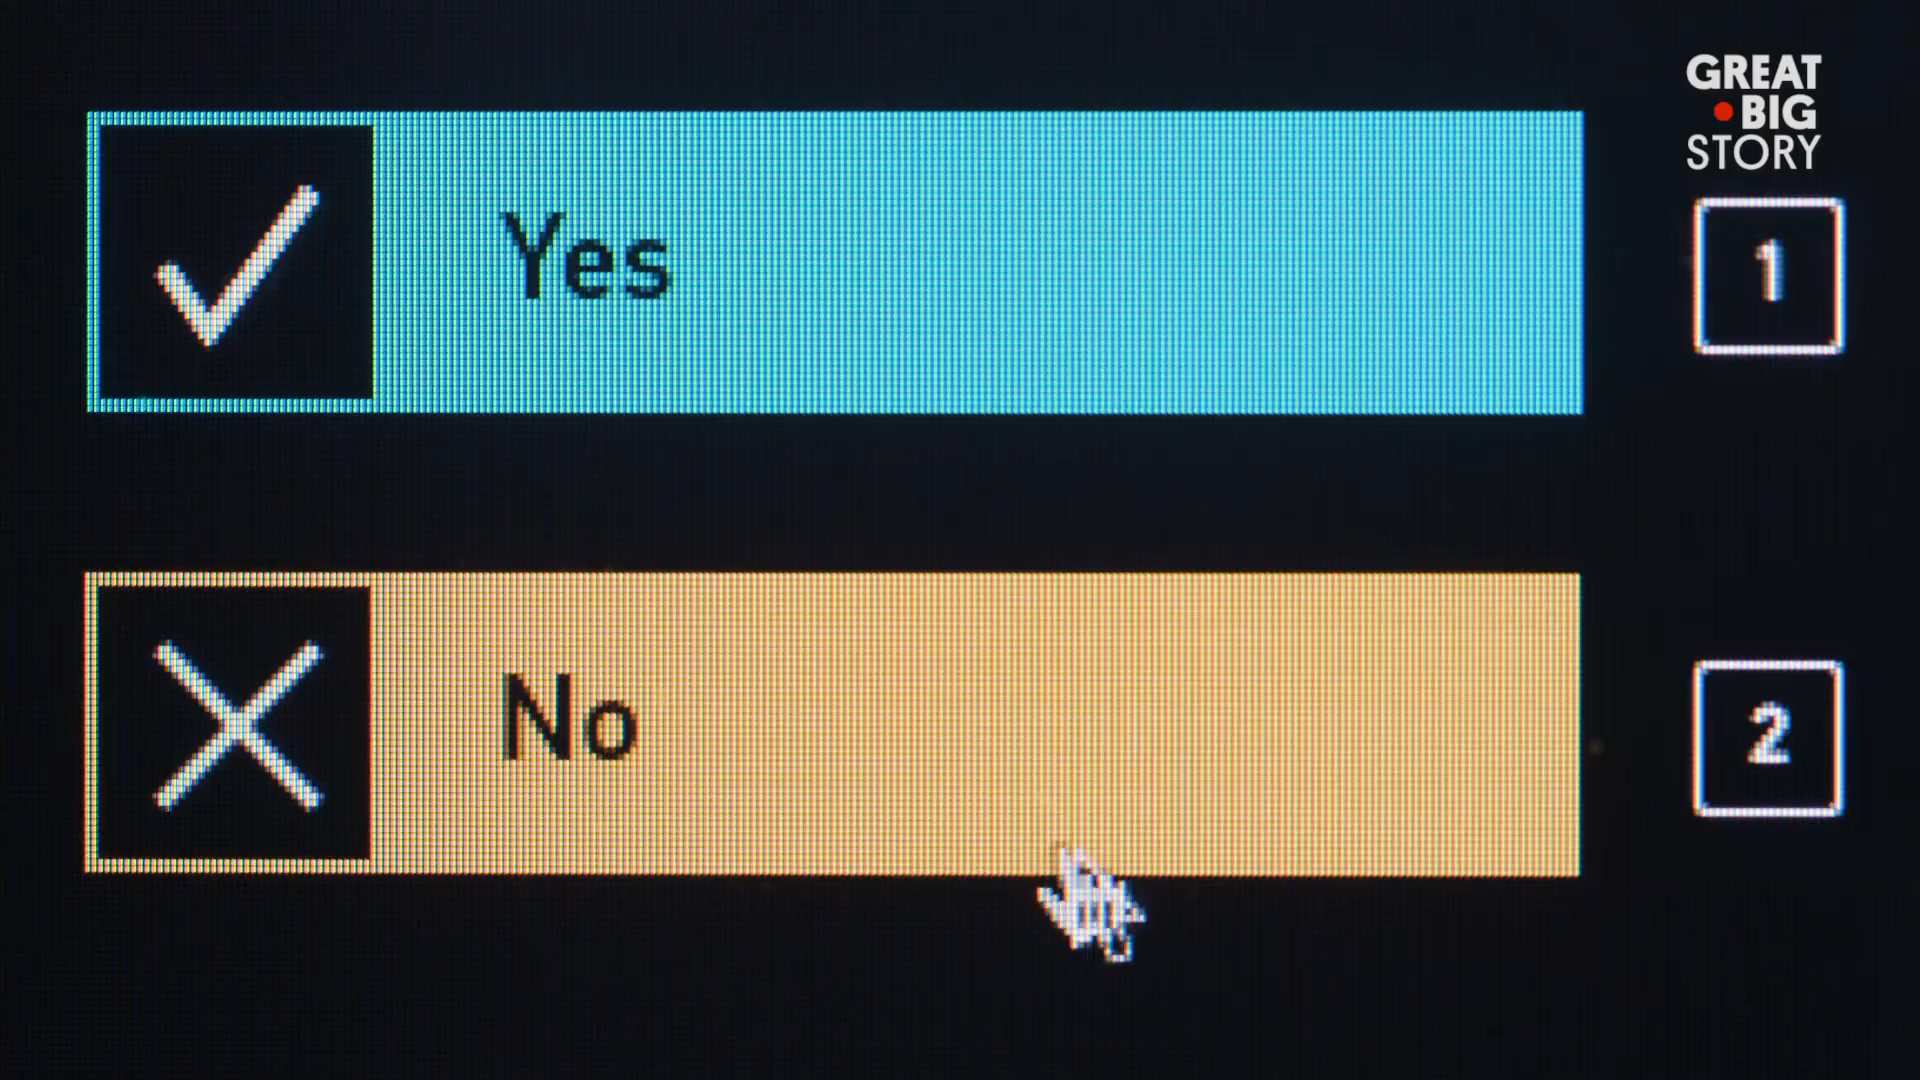 GREAT
BIG
STORY
Yes
1
No
2